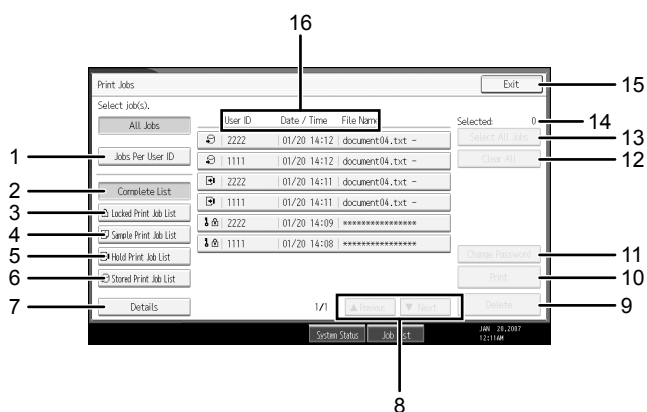 16
Print Jobs
Exit
15
Select job(s).
All Jobs
User ID Date / Time File Name
Selected: 0
14
2222 01/20 14:12 document04.txt -
Select All Jobs
13
1
Jobs Per User ID
1111 01/20 14:12 document04.txt -
Clear All
12
2
Complete List
2222 01/20 14:11 document04.txt -
3
Locked Print Job List
1111 01/20 14:11 document04.txt -
4
Sample Print Job List
2222 01/20 14:09 ****************
5
Hold Print Job List
1111 01/20 14:08 ****************
Change Password
11
6
Stored Print Job List
Print
10
7
Details
1/1
▲Previous
▼ Next
Delete
9
System Status
Job List
JAN 20,2007
12:11AM
8